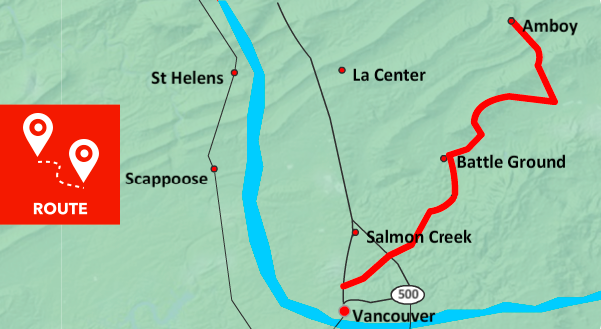 Amboy
St Helens
La Center
Battle Ground
Scappoose
ROUTE
Salmon Creek
500
Vancouver